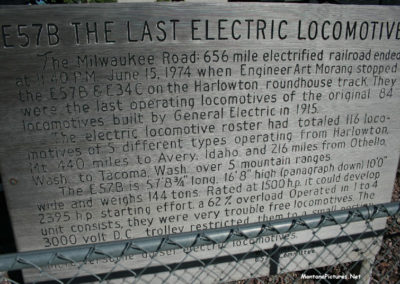 E57B THE LAST ELECTRIC LOCOMOTIVE
The Milwaukee Road: 656 mile electrified railroad ended
at 11:40 P.M. June 15, 1974 when Engineer Art Morang stopped
the E57B & E34C on the Harlowton roundhouse track. They
were the last operating locomotives of the original 84
locomotives built by General Electric in 1915.
The electric locomotive roster had totaled 116 loco-
motives of 5 different types operating from Harlowton,
Mt. 440 miles to Avery, Idaho and 216 miles from Othello,
Wash. to Tacoma, Wash. over 5 mountain ranges.
The E57B is 57'8¾" long, 16'8" high (paragraph down) 10'0"
wide and weighs 144 tons. Rated at 1500 hp. it could develop
2395 hp. starting effort, a 62% overload. Operated in 1 to 4
unit consists, they were very trouble free locomotives. The
3000 volt D.C. trolley restricted them to a
diesel electric locomotives.
Committee
MontanaPictures.Net